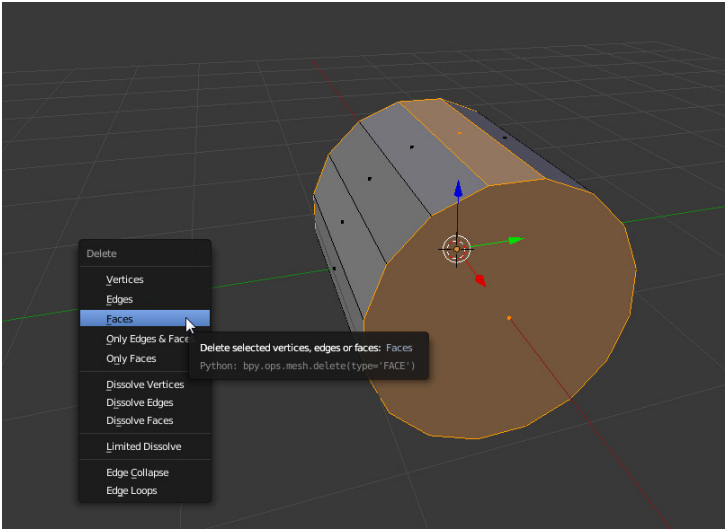 Delete
Vertices
Edges
Faces
Only Edges & Face
Only Faces
Dissolve Vertices
Dissolve Edges
Dissolve Faces
Limited Dissolve
Edge Collapse
Edge Loops
Delete selected vertices, edges or faces: Faces
Python: bpy.ops.mesh.delete(type='FACE')